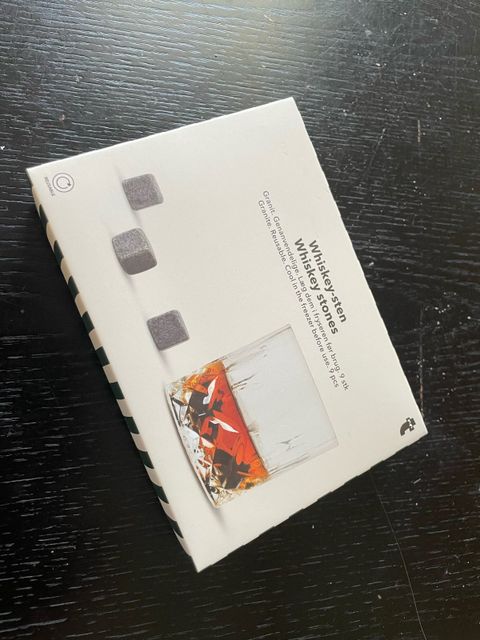 Whiskey-sten
Whiskey stones
Granit. Genanvendelige. Læg dem i fryseren før brug. 9 stk
Granite. Reusable. Cool in the freezer before use. 9 pcs
REUSABLE